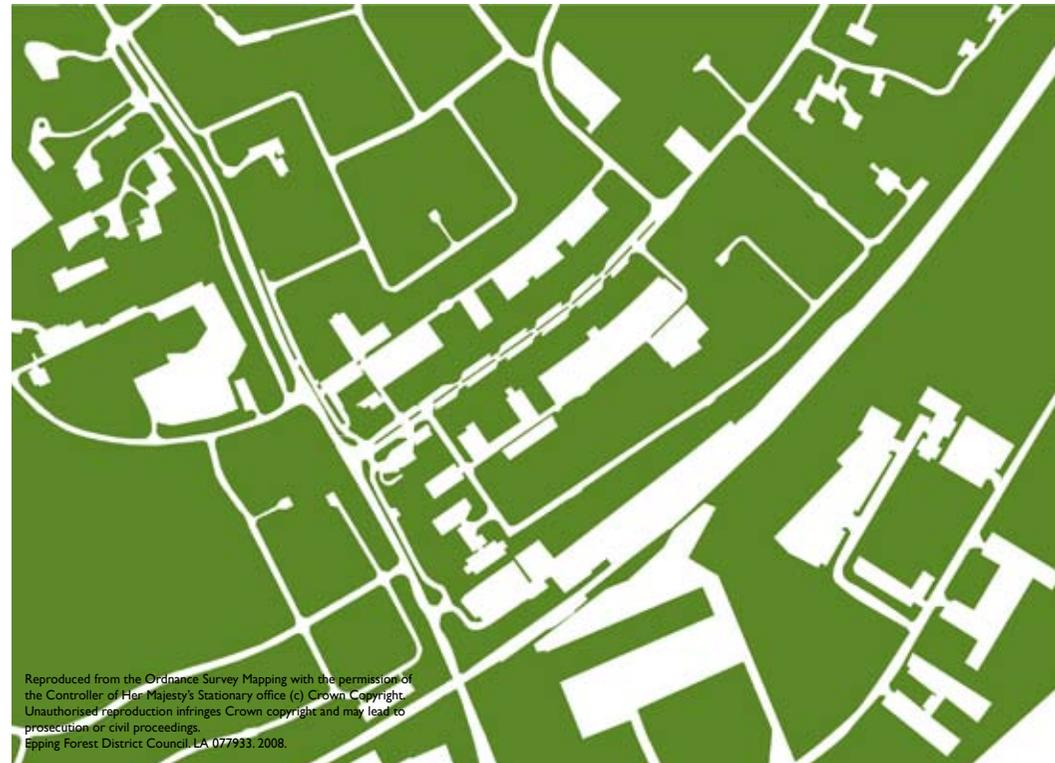 Reproduced from the Ordnance Survey Mapping with the permission of
the Controller of Her Majesty's Stationary office (c) Crown Copyright.
Unauthorised reproduction infringes Crown copyright and may lead to
prosecution or civil proceedings.
Epping Forest District Council. LA 077933. 2008.